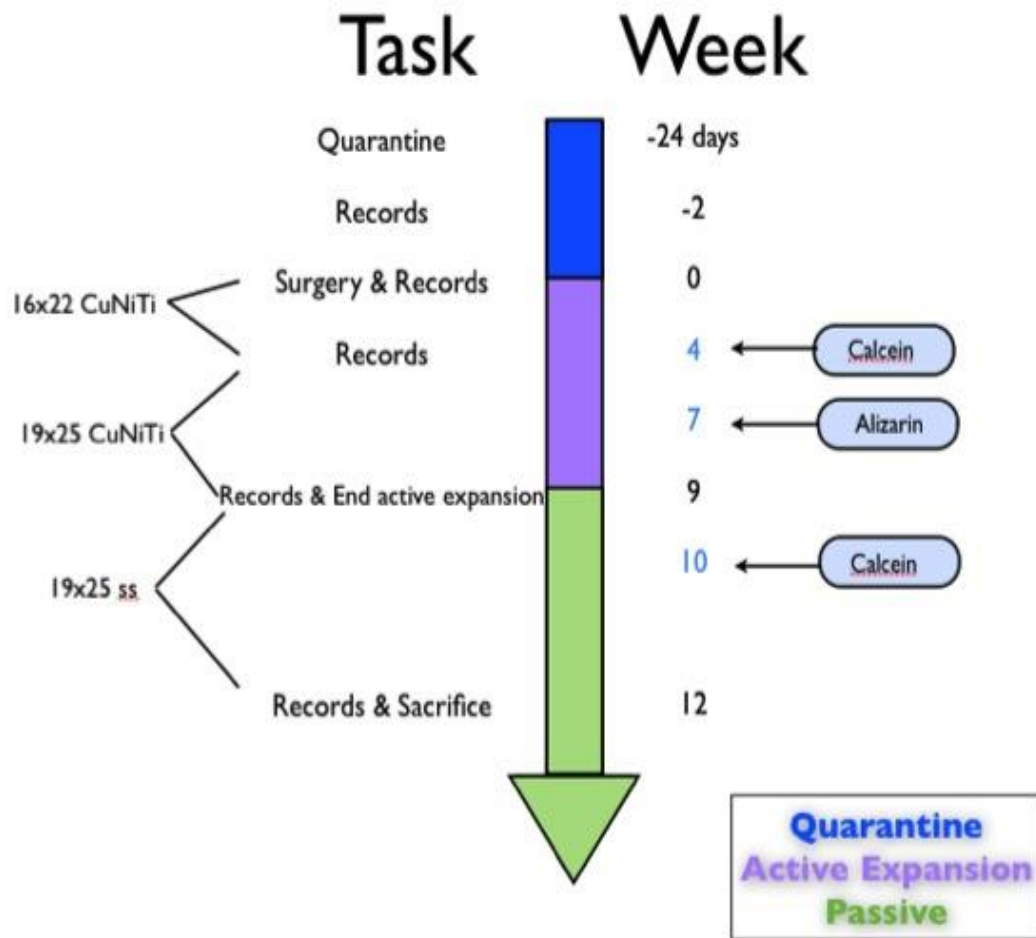 Task Week
Quarantine -24 days
Records -2
Surgery & Records 0
16x22 CuNiTi
Records 4 Calcein
7 Alizarin
19x25 CuNiTi
Records & End active expansion 9
10 Calcein
19x25 ss
Records & Sacrifice 12
Quarantine
Active Expansion
Passive